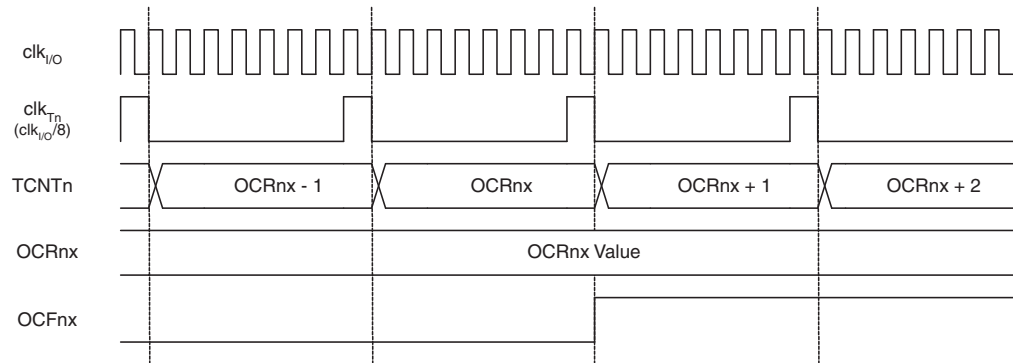 clkI/O
clkTn
(clkI/O/8)
TCNTn OCRnx - 1 OCRnx OCRnx + 1 OCRnx + 2
OCRnx OCRnx Value
OCFnx